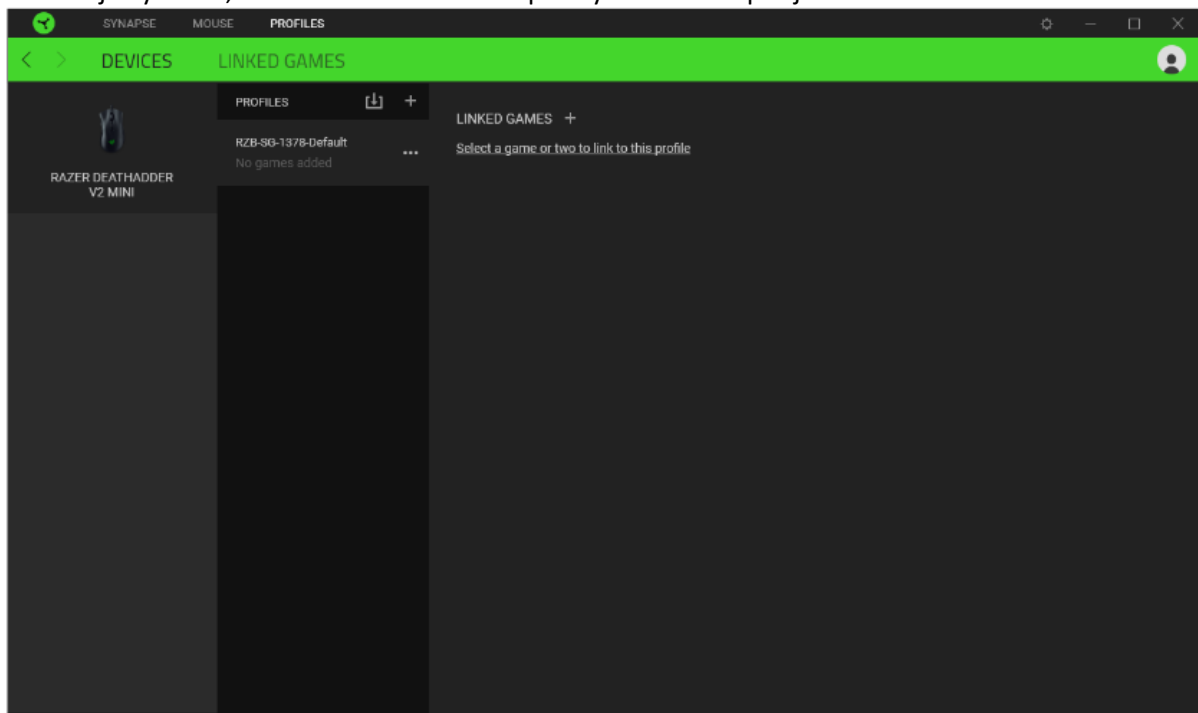 SYNAPSE MOUSE PROFILES
DEVICES LINKED GAMES
PROFILES
RZB-SG-1378-Default
No games added
LINKED GAMES
Select a game or two to link to this profile
RAZER DEATHADDER
V2 MINI